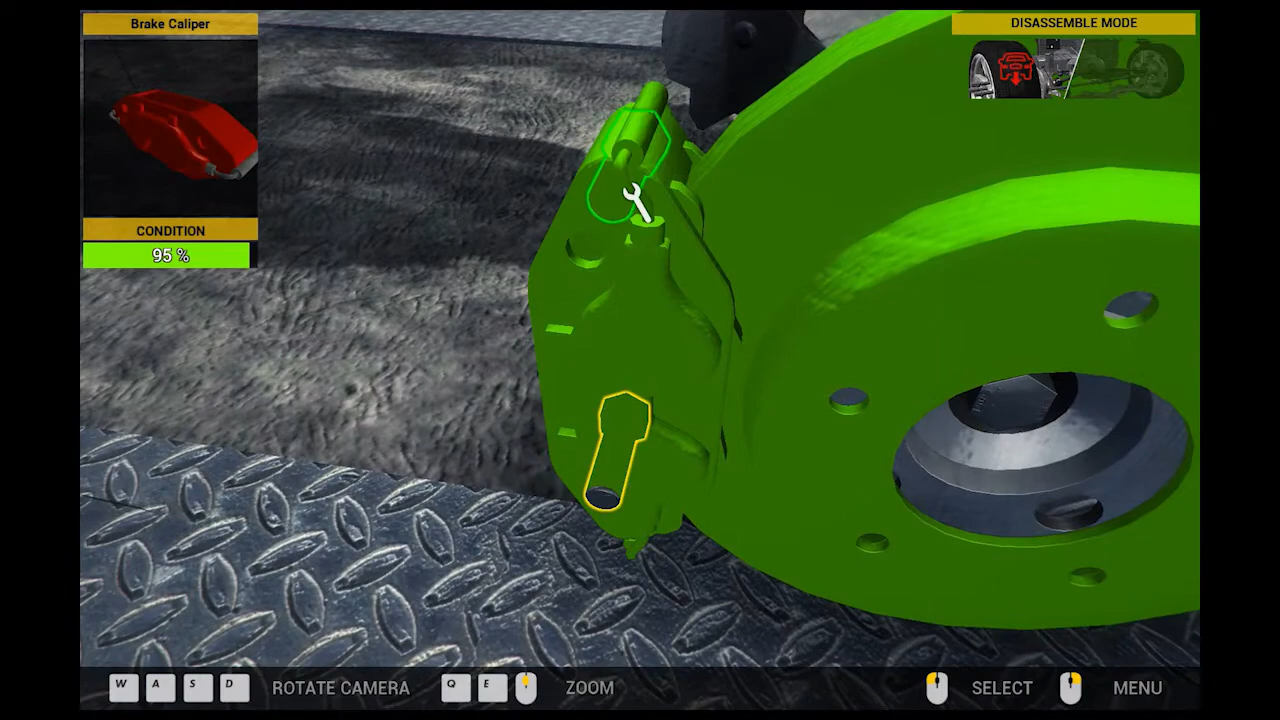 Brake Caliper
CONDITION
95 %
DISASSEMBLE MODE
W A S D ROTATE CAMERA Q E ZOOM SELECT MENU